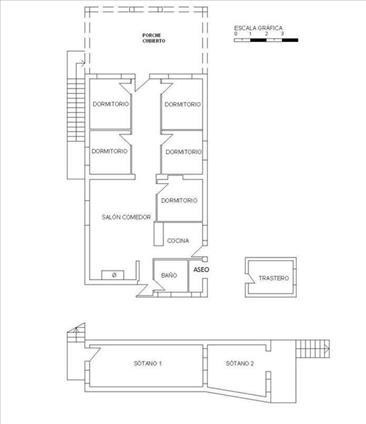 PORCHE
CUBIERTO
ESCALA GRÁFICA
0 1 2 3
DORMITORIO
DORMITORIO
DORMITORIO
DORMITORIO
DORMITORIO
SALÓN COMEDOR
COCINA
BAÑO
ASEO
TRASTERO
SÓTANO 1
SÓTANO 2